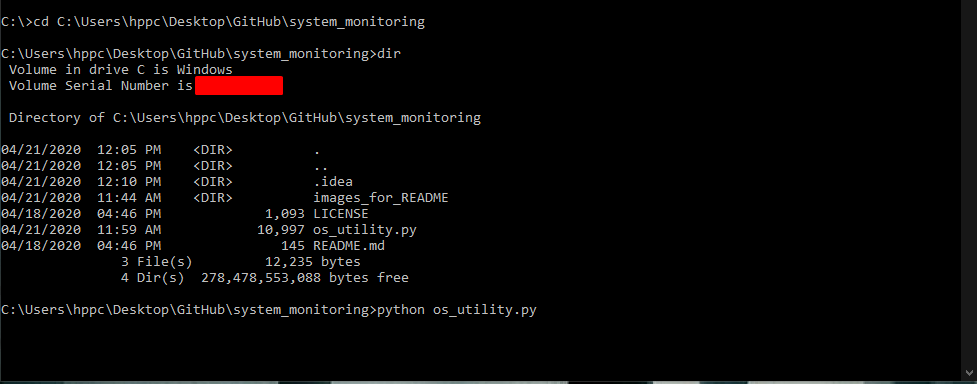 C:\>cd C:\Users\hppc\Desktop\GitHub\system_monitoring
C:\Users\hppc\Desktop\GitHub\system_monitoring>dir
 Volume in drive C is Windows
 Volume Serial Number is
 Directory of C:\Users\hppc\Desktop\GitHub\system_monitoring
04/21/2020  12:05 PM    <DIR>          .
04/21/2020  12:05 PM    <DIR>          ..
04/21/2020  12:10 PM    <DIR>          .idea
04/21/2020  11:44 AM    <DIR>          images_for_README
04/18/2020  04:46 PM             1,093 LICENSE
04/21/2020  11:59 AM            10,997 os_utility.py
04/18/2020  04:46 PM               145 README.md
               3 File(s)         12,235 bytes
               4 Dir(s)  278,478,553,088 bytes free
C:\Users\hppc\Desktop\GitHub\system_monitoring>python os_utility.py